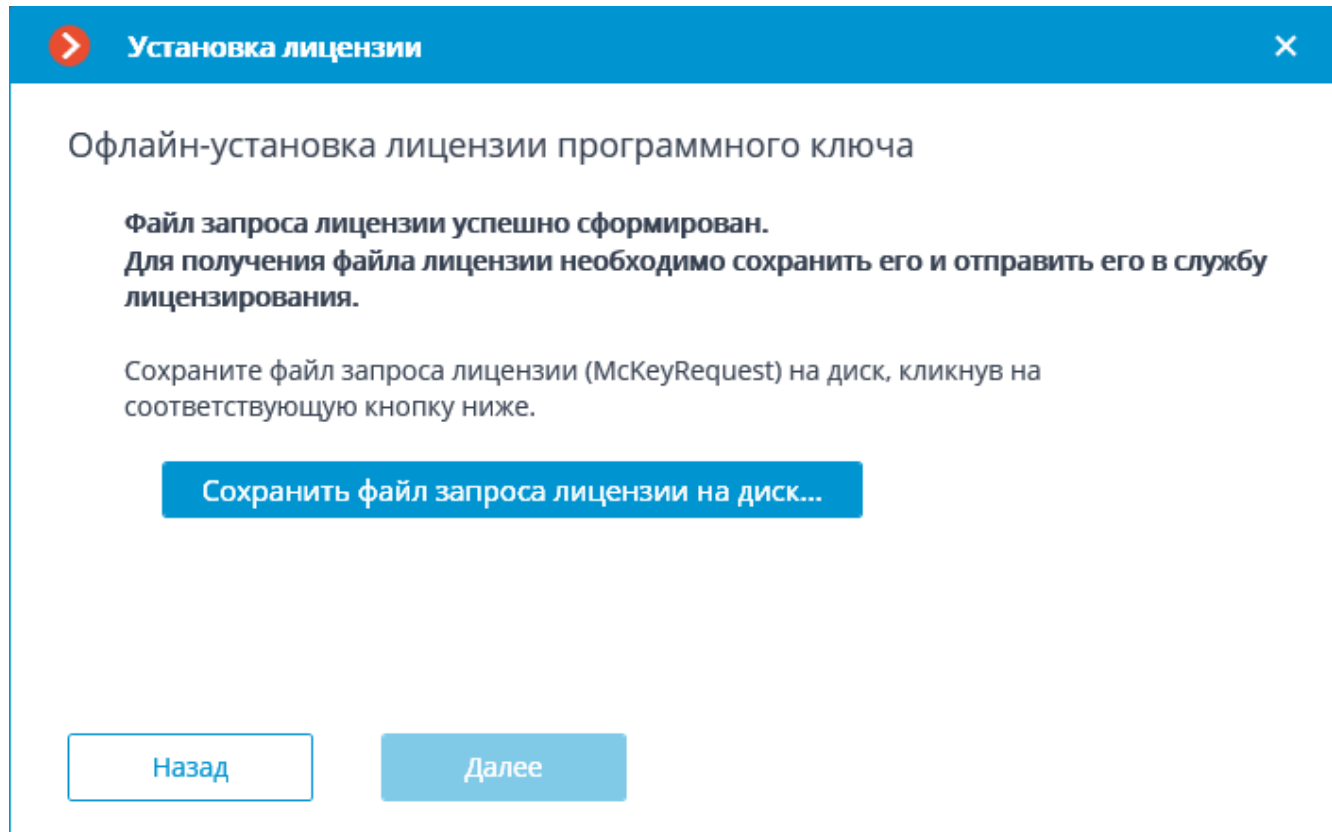 Установка лицензии
Офлайн-установка лицензии программного ключа
Файл запроса лицензии успешно сформирован.
Для получения файла лицензии необходимо сохранить его и отправить его в службу
лицензирования.
Сохраните файл запроса лицензии (McKeyRequest) на диск, кликнув на
соответствующую кнопку ниже.
Сохранить файл запроса лицензии на диск...
Назад
Далее